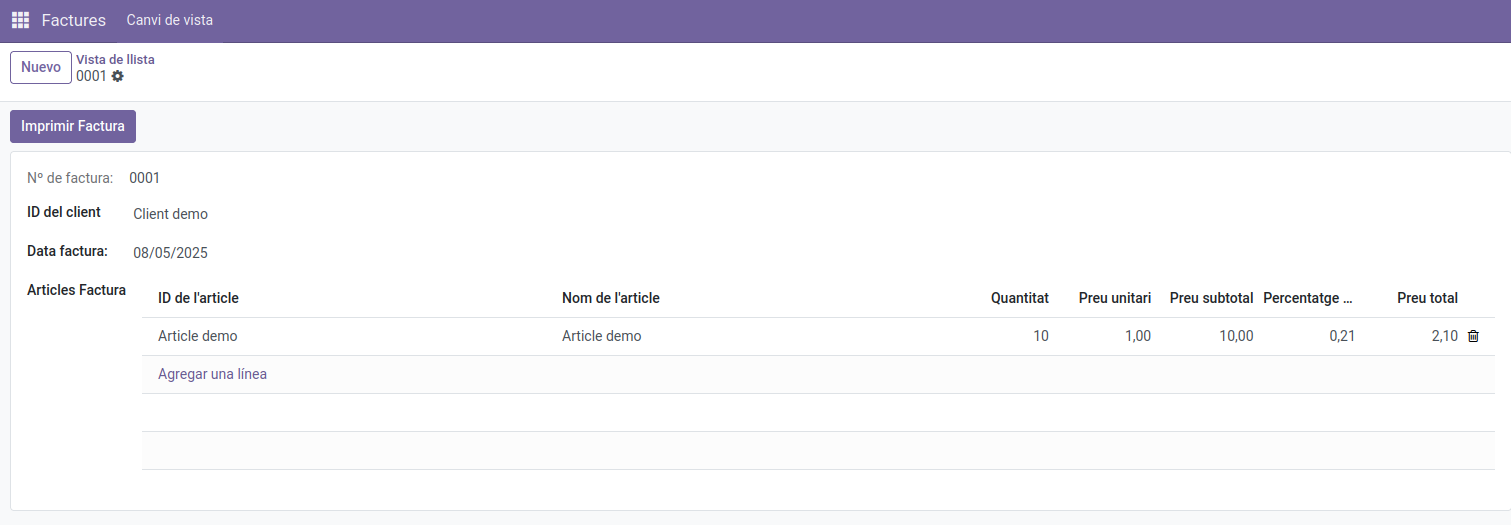 Factures Canvi de vista
Nuevo
Vista de llista
0001
Imprimir Factura
Nº de factura: 0001
ID del client Client demo
Data factura: 08/05/2025
Articles Factura
ID de l'article Nom de l'article Quantitat Preu unitari Preu subtotal Percentatge ... Preu total
Article demo Article demo 10 1,00 10,00 0,21 2,10
Agregar una línea